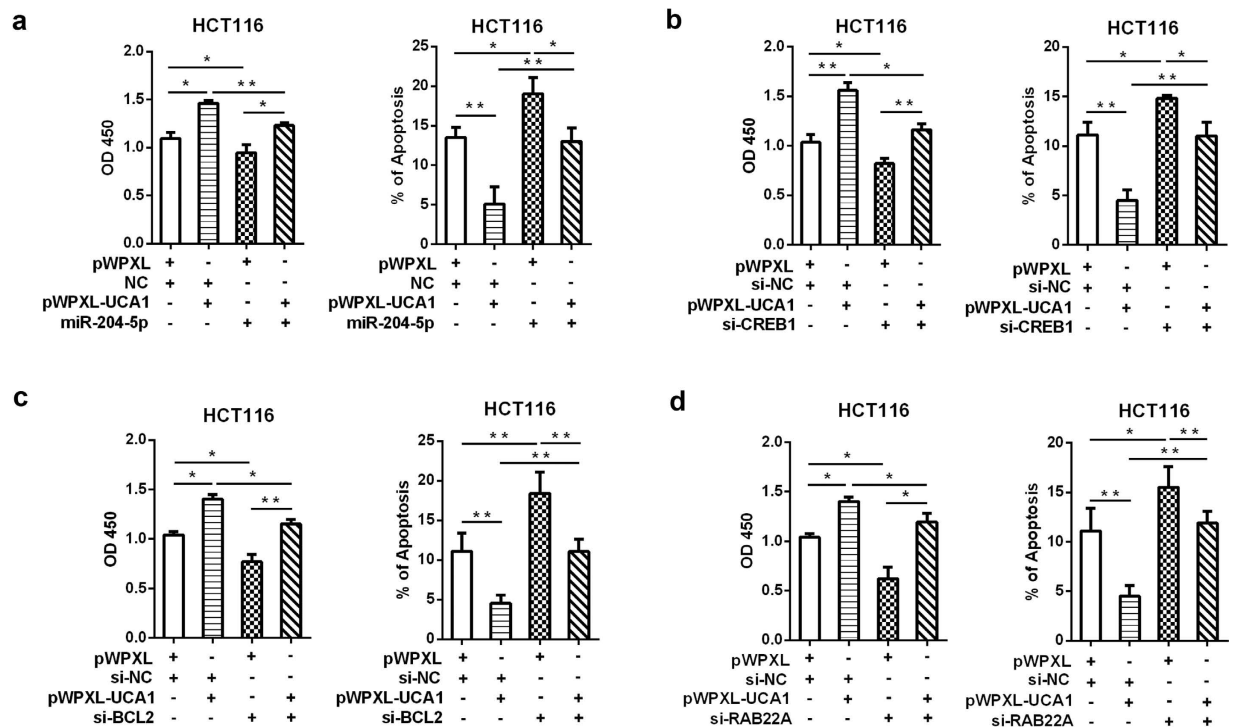 a
HCT116
OD 450
2.0
1.5
1.0
0.5
0.0
*
* **
*
pWPXL + - + -
NC + + - -
pWPXL-UCA1 - + - +
miR-204-5p - - + +
HCT116
% of Apoptosis
25
20
15
10
5
0
* *
**
**
pWPXL + - + -
NC + + - -
pWPXL-UCA1 - + - +
miR-204-5p - - + +
b
HCT116
OD 450
2.0
1.5
1.0
0.5
0.0
*
** *
**
pWPXL + - + -
si-NC + + - -
pWPXL-UCA1 - + - +
si-CREB1 - - + +
HCT116
% of Apoptosis
20
15
10
5
0
* *
**
**
pWPXL + - + -
si-NC + + - -
pWPXL-UCA1 - + - +
si-CREB1 - - + +
c
HCT116
OD 450
2.0
1.5
1.0
0.5
0.0
*
* *
**
pWPXL + - + -
si-NC + + - -
pWPXL-UCA1 - + - +
si-BCL2 - - + +
HCT116
% of Apoptosis
25
20
15
10
5
0
** **
**
**
pWPXL + - + -
si-NC + + - -
pWPXL-UCA1 - + - +
si-BCL2 - - + +
d
HCT116
OD 450
2.0
1.5
1.0
0.5
0.0
*
* *
*
pWPXL + - + -
si-NC + + - -
pWPXL-UCA1 - + - +
si-RAB22A - - + +
HCT116
% of Apoptosis
20
15
10
5
0
* **
**
**
pWPXL + - + -
si-NC + + - -
pWPXL-UCA1 - + - +
si-RAB22A - - + +